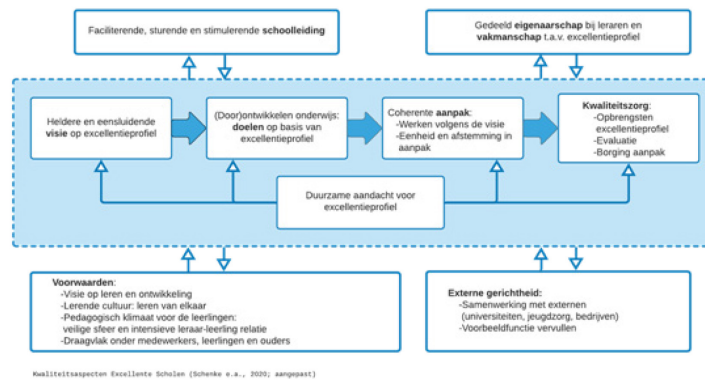 Faciliterende, sturende en stimulerende schoolleiding
Gedeeld eigenaarschap bij leraren en
vakmanschap t.a.v. excellentieprofiel
Heldere en eensluidende
visie op excellentieprofiel
(Door)ontwikkelen onderwijs:
doelen op basis van
excellentieprofiel
Coherente aanpak:
-Werken volgens de visie
-Eenheid en afstemming in
aanpak
Kwaliteitszorg:
-Opbrengsten
excellentieprofiel
-Evaluatie
-Borging aanpak
Duurzame aandacht voor
excellentieprofiel
Voorwaarden:
-Visie op leren en ontwikkeling
-Lerende cultuur: leren van elkaar
-Pedagogisch klimaat voor de leerlingen:
veilige sfeer en intensieve leraar-leerling relatie
-Draagvlak onder medewerkers, leerlingen en ouders
Externe gerichtheid:
-Samenwerking met externen
(universiteiten, jeugdzorg, bedrijven)
-Voorbeeldfunctie vervullen
Kwaliteitsaspecten Excellente Scholen (Schenke e.a., 2020; aangepast)